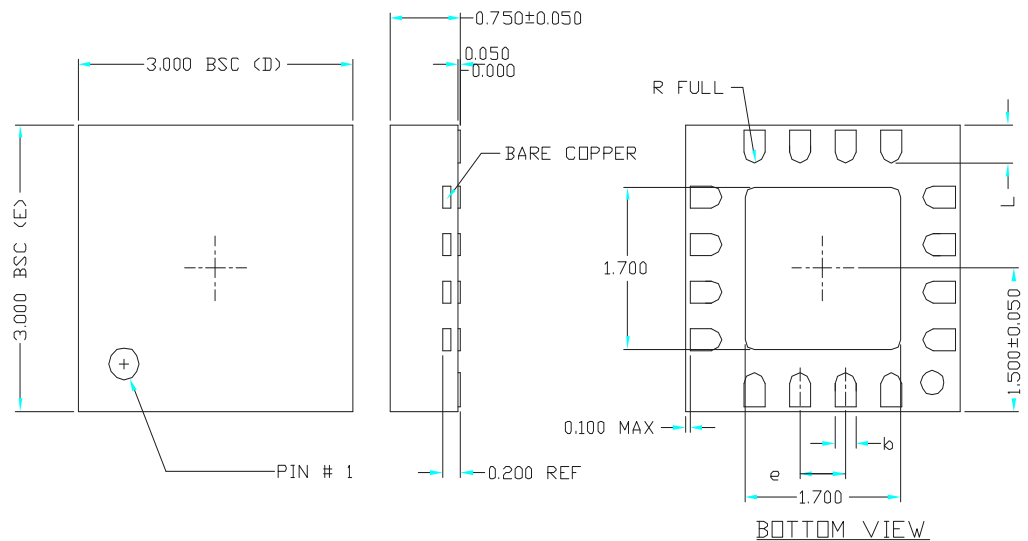 0.750±0.050
0.050
0.000
3.000 BSC (D)
R FULL
BARE COPPER
L
3.000 BSC (E)
1.700
1.500±0.050
0.100 MAX
b
PIN # 1
0.200 REF
e
1.700
BOTTOM VIEW